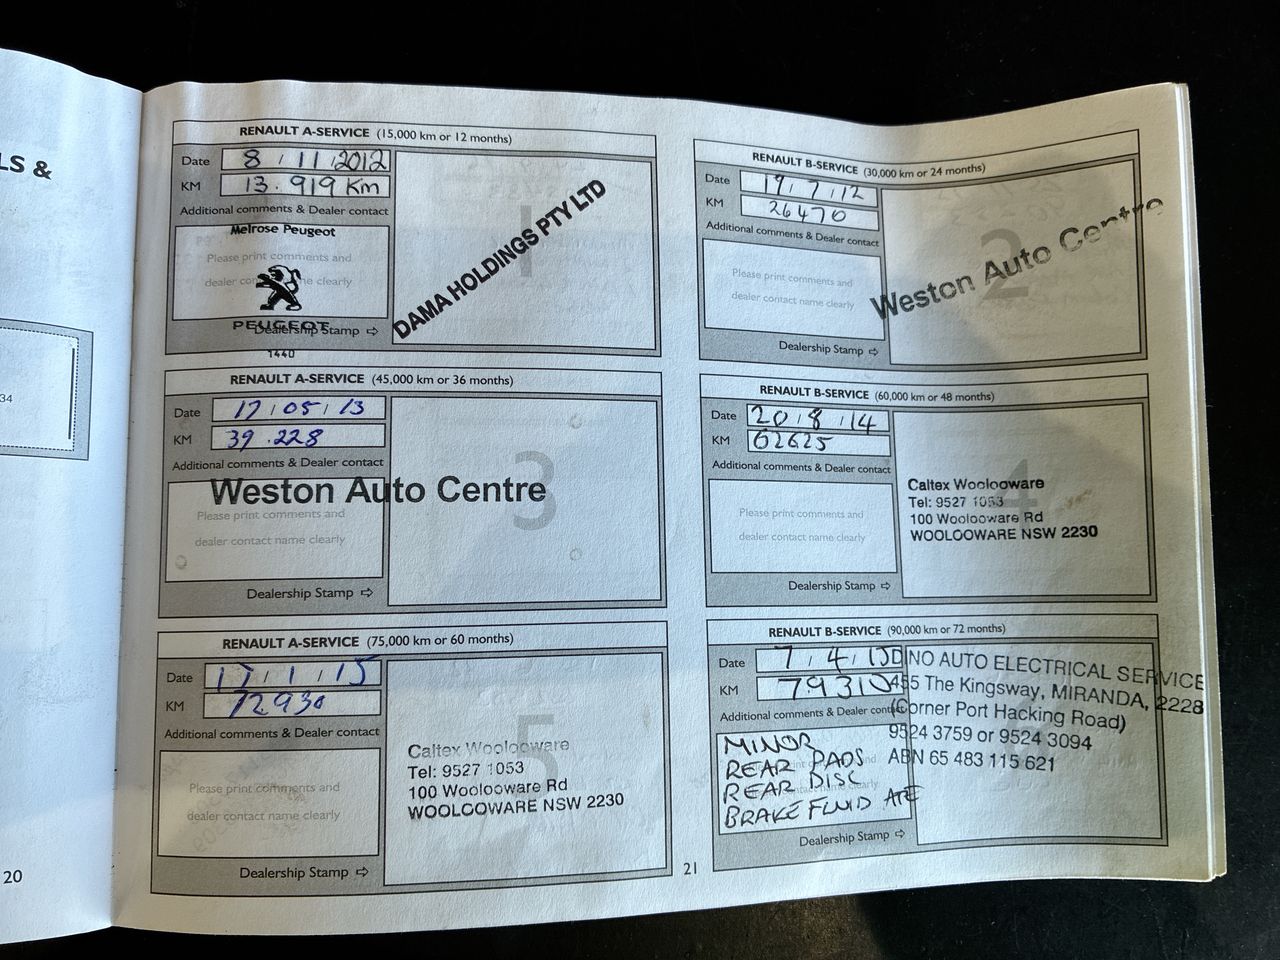 LS &
34
20
RENAULT A-SERVICE (15,000 km or 12 months)
Date 8 / 11 / 2012
KM 13.919 Km
Additional comments & Dealer contact
Melrose Peugeot
Please print comments and
dealer contact name clearly
PEUGEOT
Dealership Stamp ⇨
1440
DAMA HOLDINGS PTY LTD
1
RENAULT B-SERVICE (30,000 km or 24 months)
Date 19 / 7 / 12
KM 26470
Additional comments & Dealer contact
Please print comments and
dealer contact name clearly
Dealership Stamp ⇨
Weston Auto Centre
2
RENAULT A-SERVICE (45,000 km or 36 months)
Date 17 / 05 / 13
KM 39.228
Additional comments & Dealer contact
Weston Auto Centre
Please print comments and
dealer contact name clearly
Dealership Stamp ⇨
3
RENAULT B-SERVICE (60,000 km or 48 months)
Date 20 / 8 / 14
KM 62625
Additional comments & Dealer contact
Please print comments and
dealer contact name clearly
Dealership Stamp ⇨
4
Caltex Woolooware
Tel: 9527 1053
100 Woolooware Rd
WOOLOOWARE NSW 2230
RENAULT A-SERVICE (75,000 km or 60 months)
Date 17 / 1 / 15
KM 72930
Additional comments & Dealer contact
Please print comments and
dealer contact name clearly
Dealership Stamp ⇨
5
Caltex Woolooware
Tel: 9527 1053
100 Woolooware Rd
WOOLOOWARE NSW 2230
RENAULT B-SERVICE (90,000 km or 72 months)
Date 7 / 4 / 15
KM 79315
Additional comments & Dealer contact
MINOR
REAR PADS
REAR DISC
BRAKE FLUID ATE
Dealership Stamp ⇨
DINO AUTO ELECTRICAL SERVICE
455 The Kingsway, MIRANDA, 2228
(Corner Port Hacking Road)
9524 3759 or 9524 3094
ABN 65 483 115 621
21